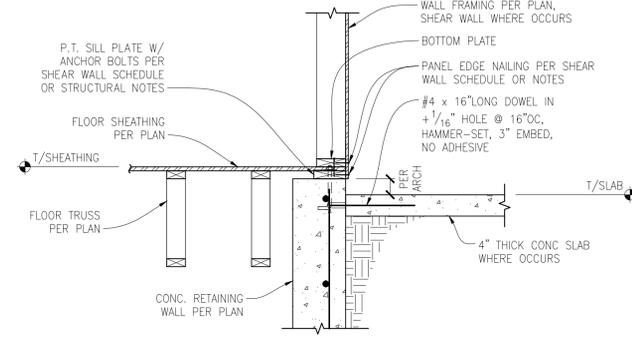 WALL FRAMING PER PLAN,
SHEAR WALL WHERE OCCURS
BOTTOM PLATE
PANEL EDGE NAILING PER SHEAR
WALL SCHEDULE OR NOTES
#4 x 16"LONG DOWEL IN
+1/16" HOLE @ 16"OC,
HAMMER-SET, 3" EMBED,
NO ADHESIVE
P.T. SILL PLATE W/
ANCHOR BOLTS PER
SHEAR WALL SCHEDULE
OR STRUCTURAL NOTES
FLOOR SHEATHING
PER PLAN
T/SHEATHING
PER
ARCH
T/SLAB
FLOOR TRUSS
PER PLAN
4" THICK CONC SLAB
WHERE OCCURS
CONC. RETAINING
WALL PER PLAN